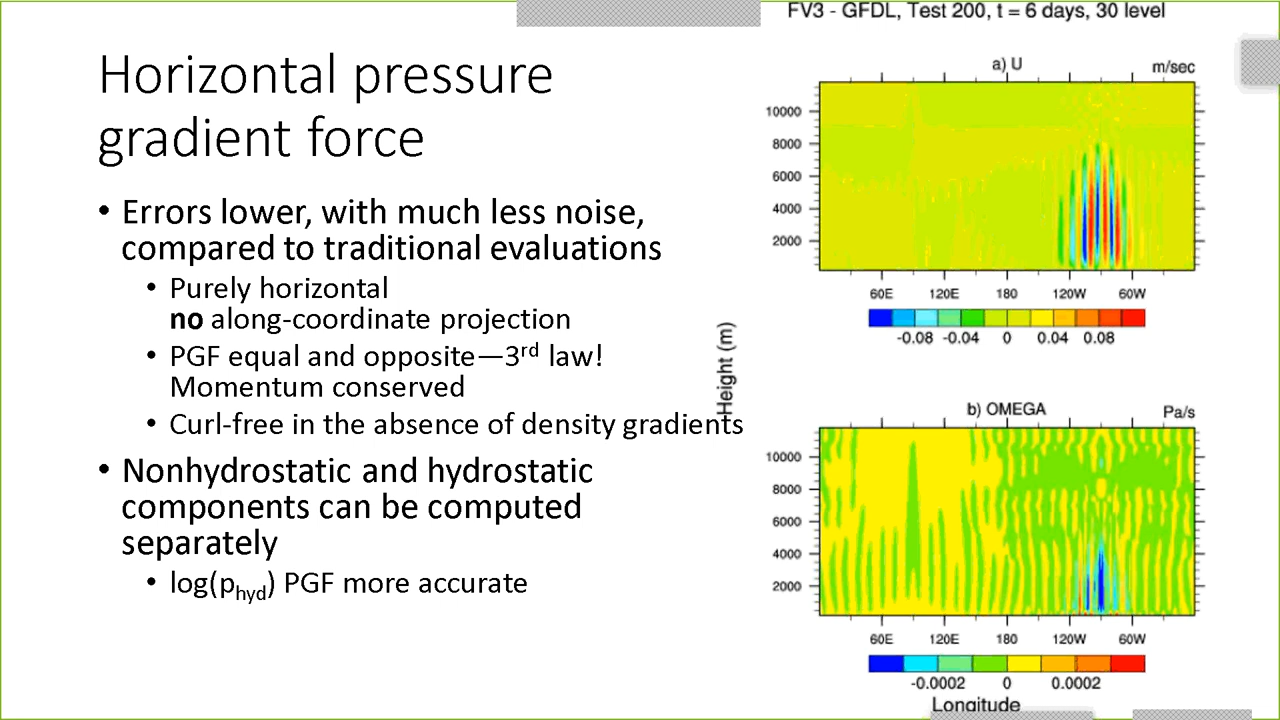 Horizontal pressure
gradient force
• Errors lower, with much less noise,
compared to traditional evaluations
• Purely horizontal
no along-coordinate projection
• PGF equal and opposite—3rd law!
Momentum conserved
• Curl-free in the absence of density gradients
• Nonhydrostatic and hydrostatic
components can be computed
separately
• log(phyd) PGF more accurate
FV3 - GFDL, Test 200, t = 6 days, 30 level
a) U
m/sec
10000
8000
6000
4000
2000
60E 120E 180 120W 60W
-0.08 -0.04 0 0.04 0.08
Height (m)
b) OMEGA
Pa/s
10000
8000
6000
4000
2000
60E 120E 180 120W 60W
-0.0002 0 0.0002
Longitude